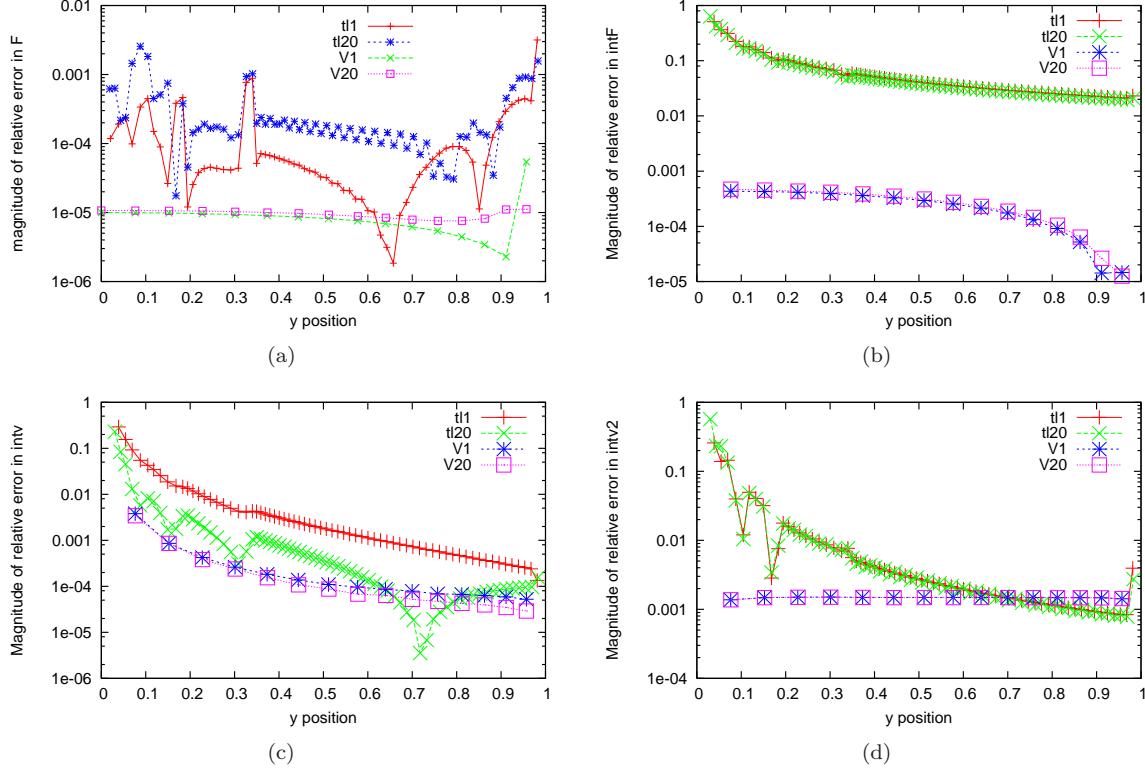 magnitude of relative error in F
0.01
0.001
1e-04
1e-05
1e-06
tl1
tl20
V1
V20
0 0.1 0.2 0.3 0.4 0.5 0.6 0.7 0.8 0.9 1
y position
(a)
Magnitude of relative error in intF
1
0.1
0.01
0.001
1e-04
1e-05
tl1
tl20
V1
V20
0 0.1 0.2 0.3 0.4 0.5 0.6 0.7 0.8 0.9 1
y position
(b)
Magnitude of relative error in intv
1
0.1
0.01
0.001
1e-04
1e-05
1e-06
tl1
tl20
V1
V20
0 0.1 0.2 0.3 0.4 0.5 0.6 0.7 0.8 0.9 1
y position
(c)
Magnitude of relative error in intv2
1
0.1
0.01
0.001
1e-04
tl1
tl20
V1
V20
0 0.1 0.2 0.3 0.4 0.5 0.6 0.7 0.8 0.9 1
y position
(d)